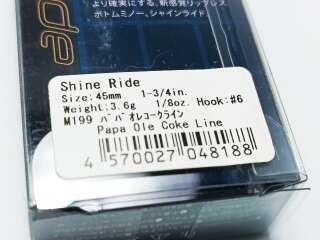 より確実にする、新感覚リップレス
ボトムミノー。シャインライド。
Shine Ride
Size:45mm 1-3/4in.
Weight:3.6g 1/8oz. Hook:#6
M199 パパオレコークライン
Papa Ole Coke Line
4 570027 048188